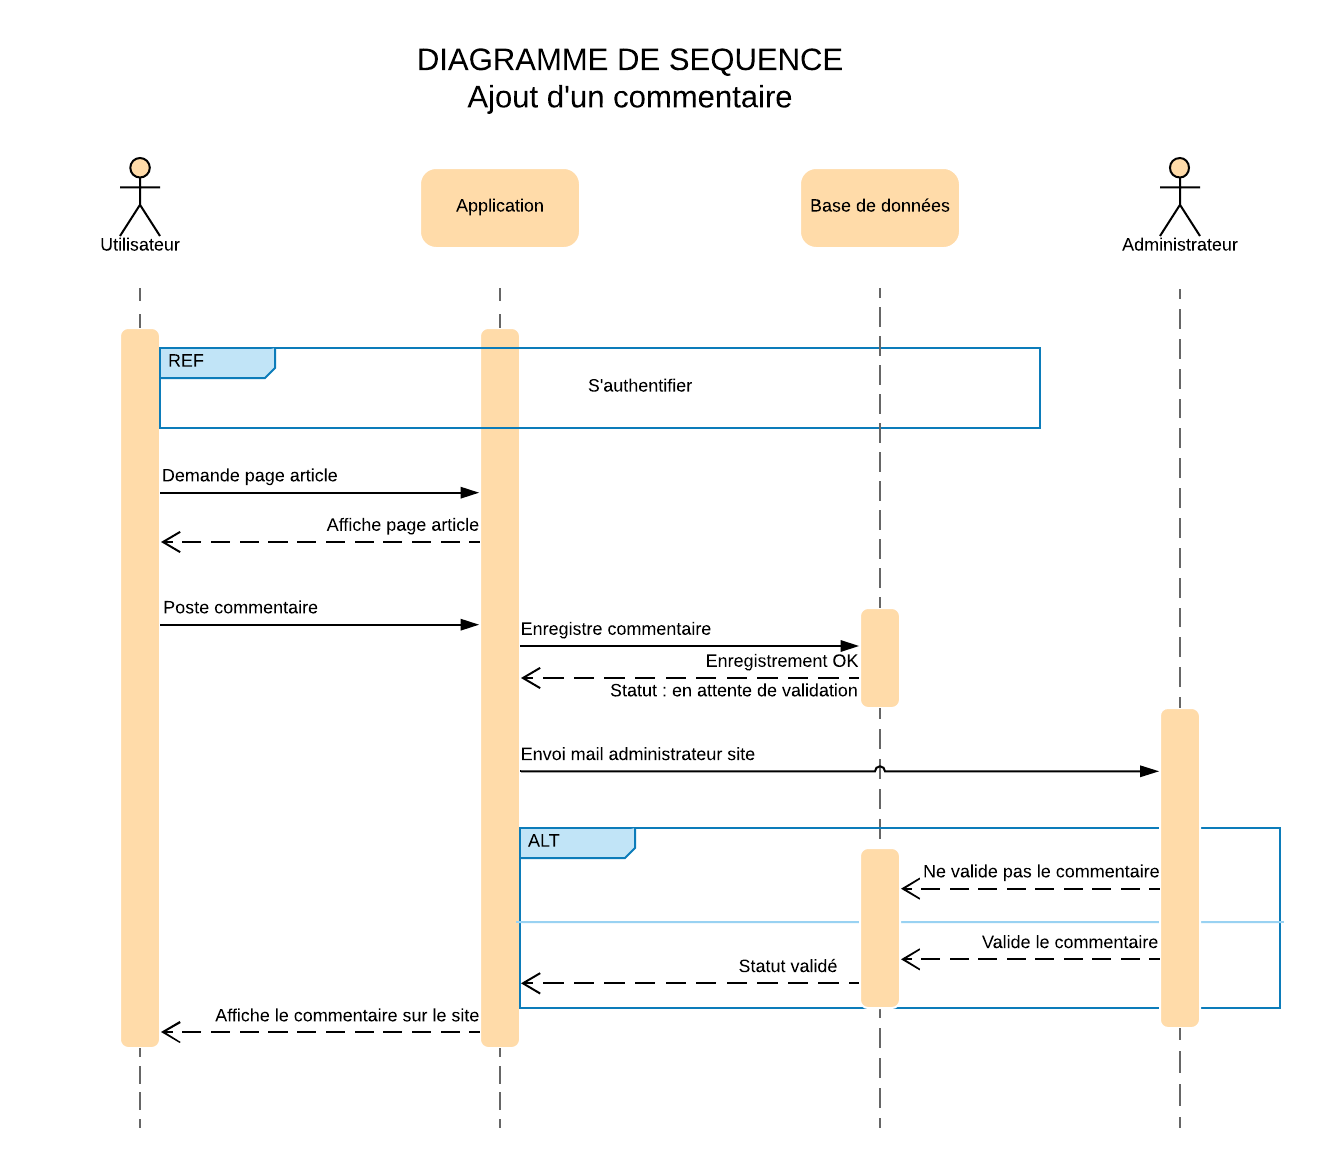 DIAGRAMME DE SEQUENCE
Ajout d'un commentaire
Utilisateur
Application
Base de données
Administrateur
REF
S'authentifier
Demande page article
Affiche page article
Poste commentaire
Enregistre commentaire
Enregistrement OK
Statut : en attente de validation
Envoi mail administrateur site
ALT
Ne valide pas le commentaire
Valide le commentaire
Statut validé
Affiche le commentaire sur le site